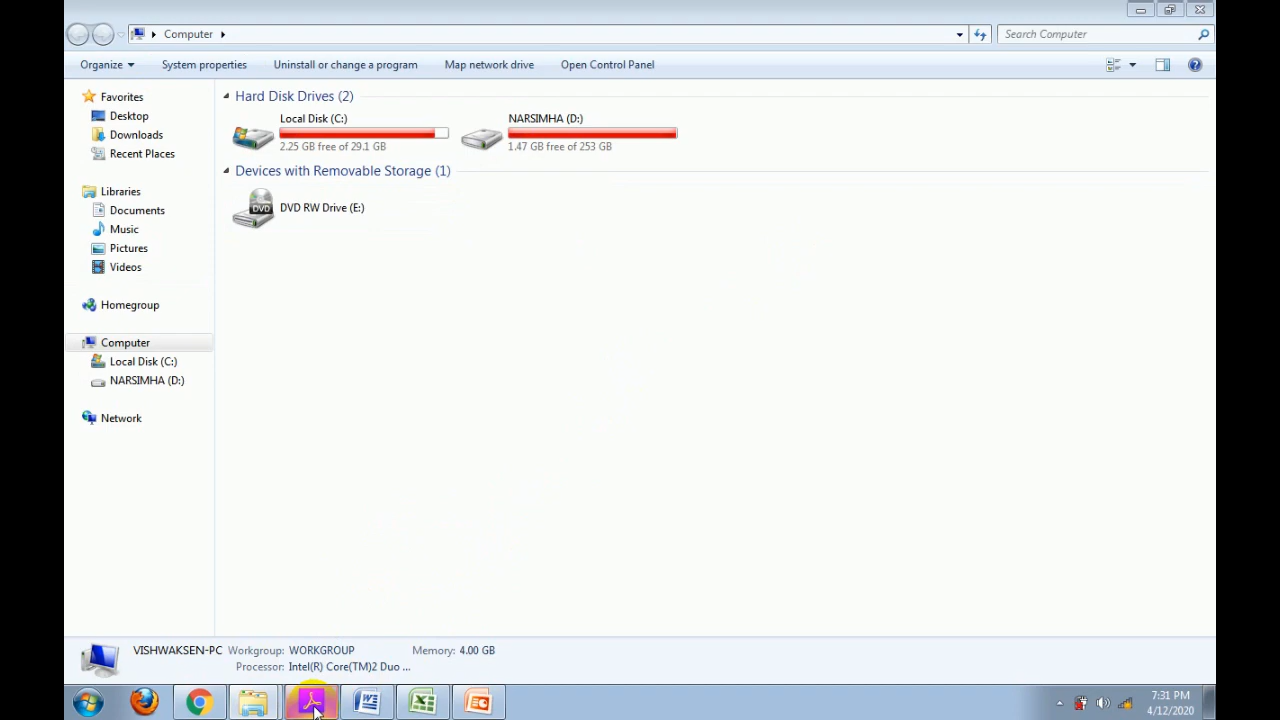 Computer
Search Computer
Organize
System properties
Uninstall or change a program
Map network drive
Open Control Panel
Favorites
Desktop
Downloads
Recent Places
Libraries
Documents
Music
Pictures
Videos
Homegroup
Computer
Local Disk (C:)
NARSIMHA (D:)
Network
Hard Disk Drives (2)
Local Disk (C:)
2.25 GB free of 29.1 GB
NARSIMHA (D:)
1.47 GB free of 253 GB
Devices with Removable Storage (1)
DVD
DVD RW Drive (E:)
VISHWAKSEN-PC Workgroup: WORKGROUP Memory: 4.00 GB
Processor: Intel(R) Core(TM)2 Duo ...
7:31 PM
4/12/2020